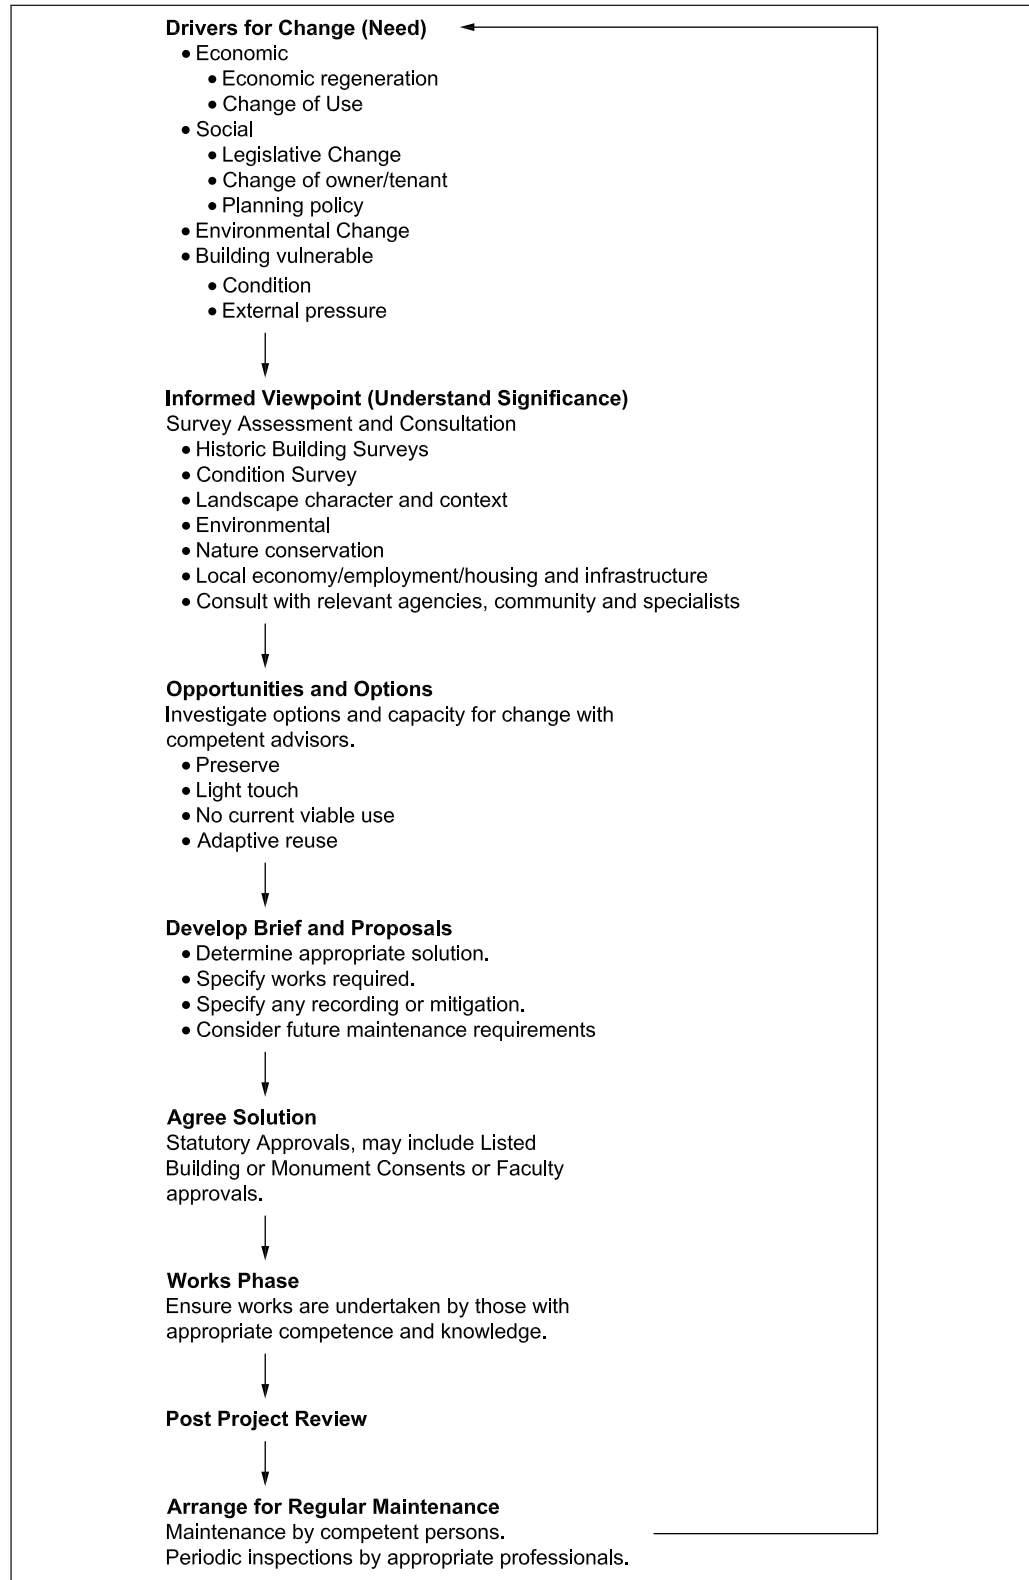 Drivers for Change (Need)
• Economic
• Economic regeneration
• Change of Use
• Social
• Legislative Change
• Change of owner/tenant
• Planning policy
• Environmental Change
• Building vulnerable
• Condition
• External pressure
Informed Viewpoint (Understand Significance)
Survey Assessment and Consultation
• Historic Building Surveys
• Condition Survey
• Landscape character and context
• Environmental
• Nature conservation
• Local economy/employment/housing and infrastructure
• Consult with relevant agencies, community and specialists
Opportunities and Options
Investigate options and capacity for change with
competent advisors.
• Preserve
• Light touch
• No current viable use
• Adaptive reuse
Develop Brief and Proposals
• Determine appropriate solution.
• Specify works required.
• Specify any recording or mitigation.
• Consider future maintenance requirements
Agree Solution
Statutory Approvals, may include Listed
Building or Monument Consents or Faculty
approvals.
Works Phase
Ensure works are undertaken by those with
appropriate competence and knowledge.
Post Project Review
Arrange for Regular Maintenance
Maintenance by competent persons.
Periodic inspections by appropriate professionals.